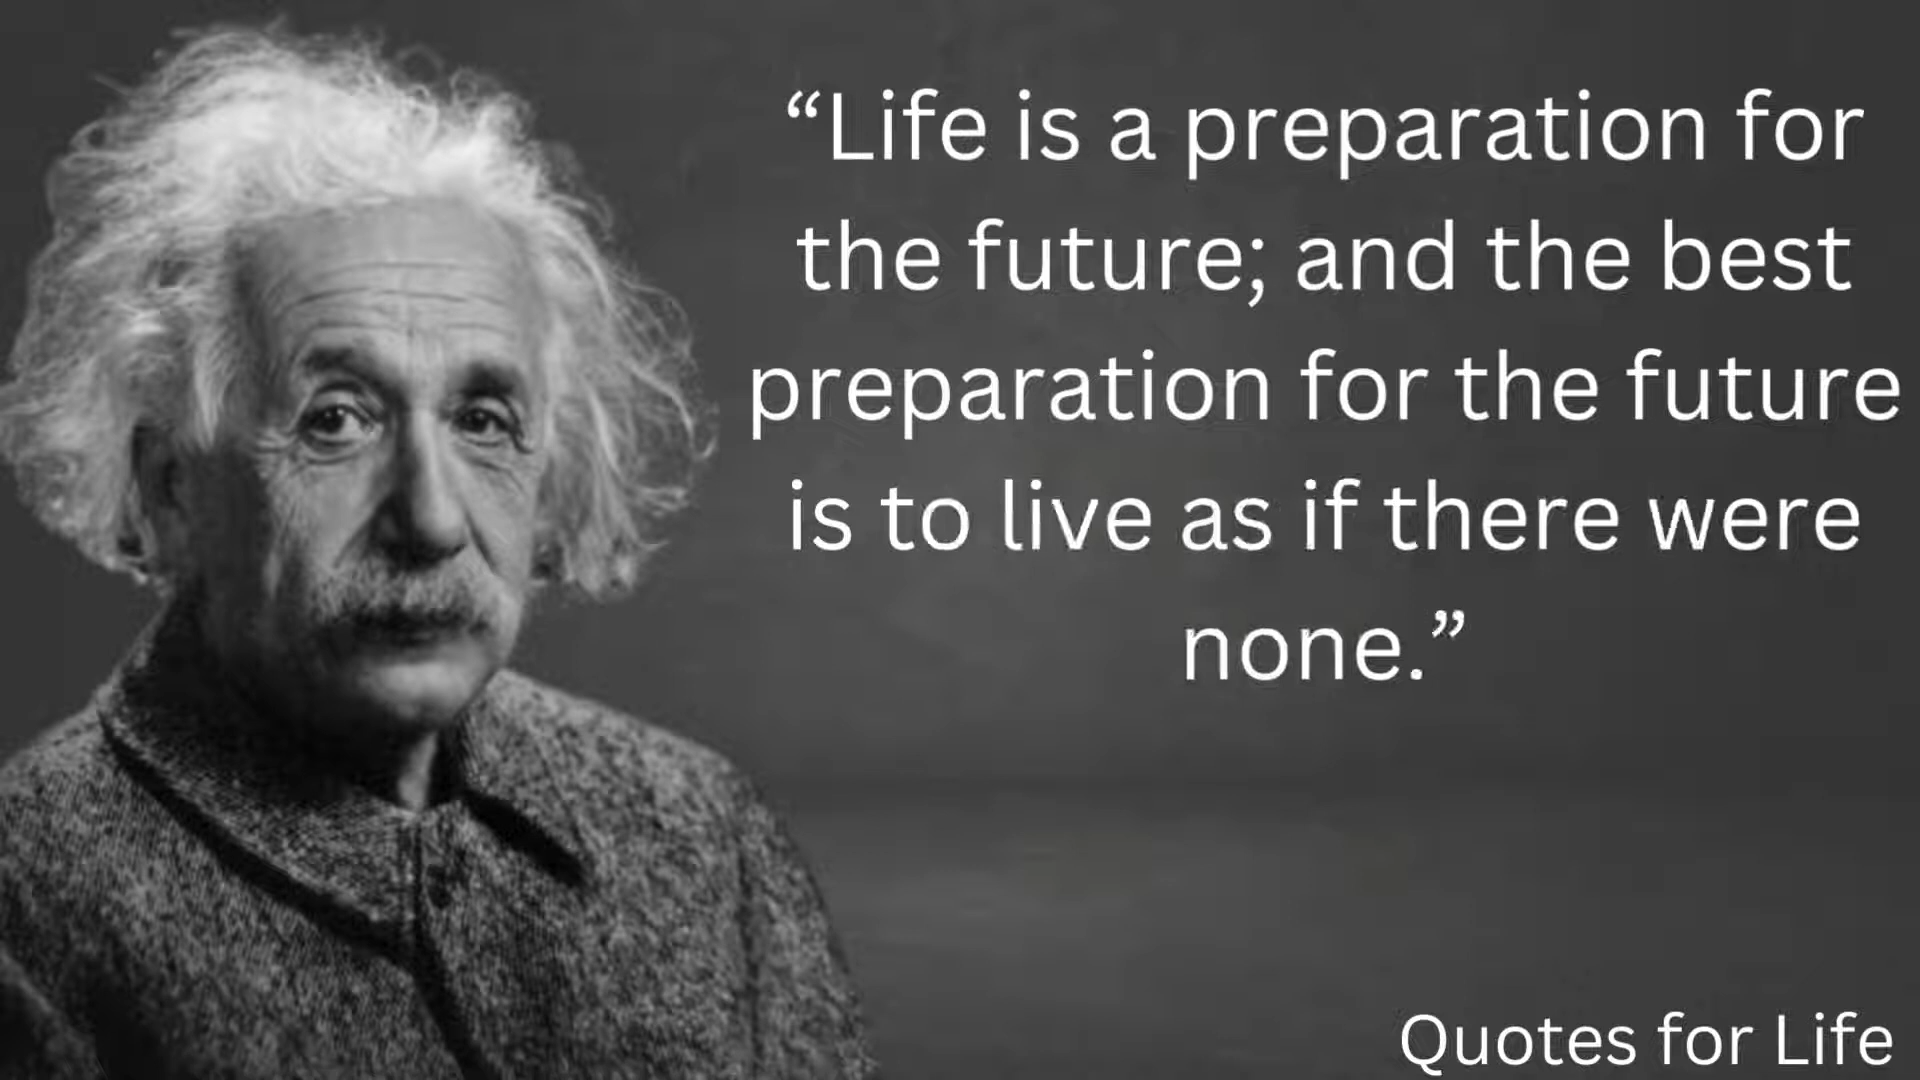 “Life is a preparation for
the future; and the best
preparation for the future
is to live as if there were
none.”
Quotes for Life